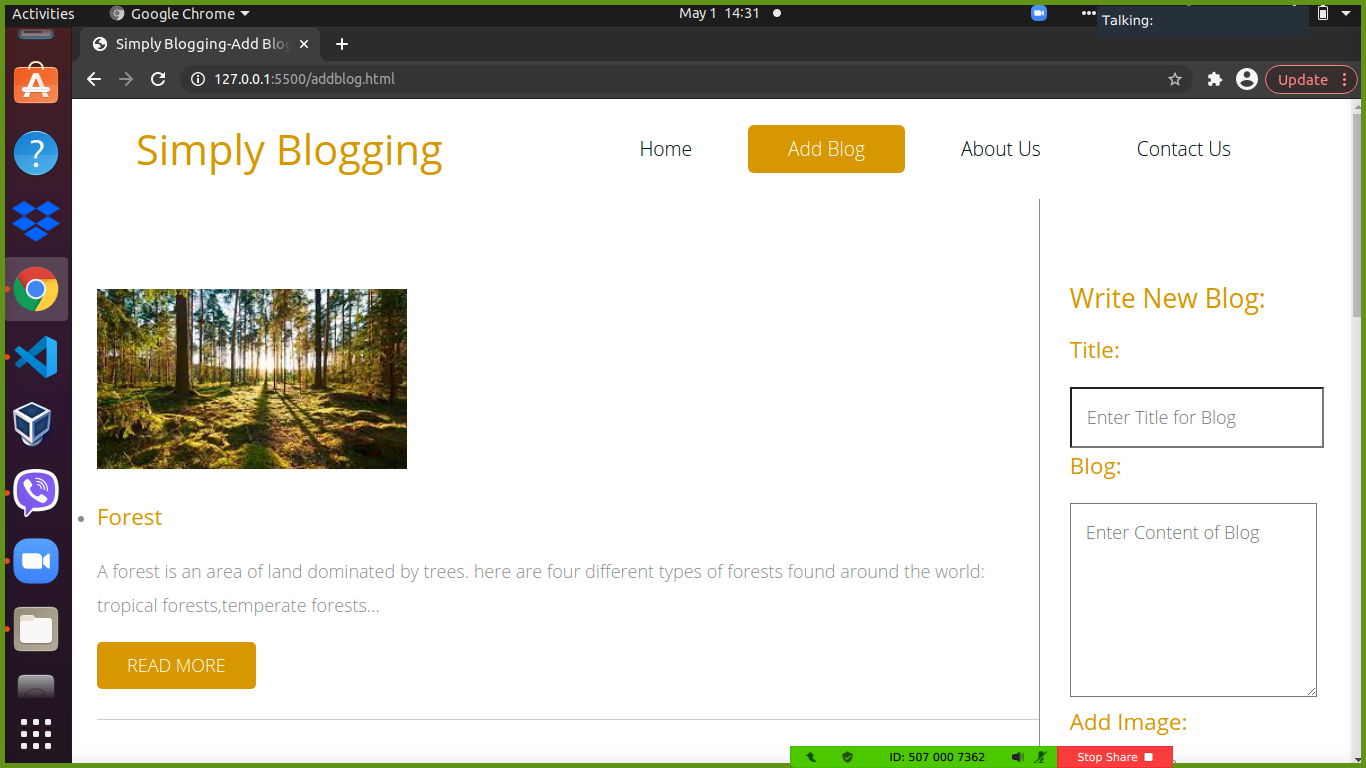 Activities
Google Chrome
May 1 14:31
Talking:
Simply Blogging-Add Blog
127.0.0.1:5500/addblog.html
Update
Simply Blogging
Home
Add Blog
About Us
Contact Us
Write New Blog:
Title:
Enter Title for Blog
Blog:
Enter Content of Blog
Forest
A forest is an area of land dominated by trees. here are four different types of forests found around the world:
tropical forests,temperate forests...
READ MORE
Add Image:
ID: 507 000 7362
Stop Share